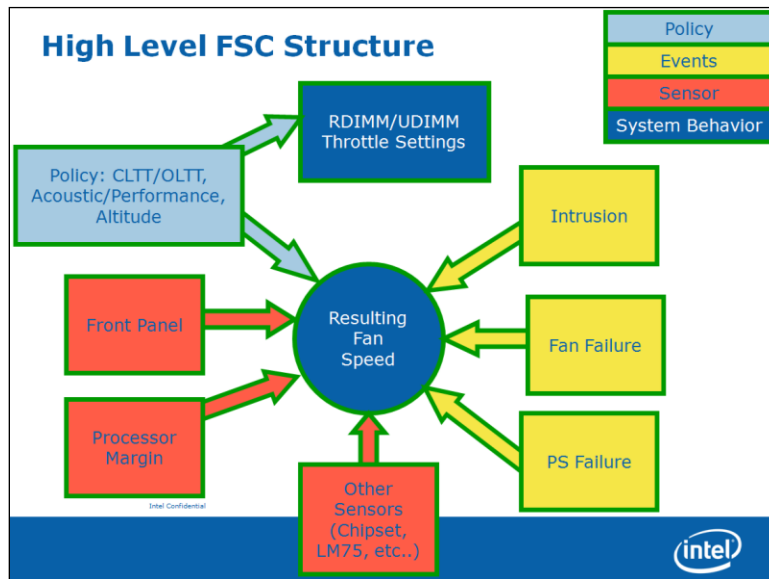 High Level FSC Structure
Policy
Events
Sensor
System Behavior
RDIMM/UDIMM
Throttle Settings
Policy: CLTT/OLTT,
Acoustic/Performance,
Altitude
Intrusion
Front Panel
Resulting
Fan
Speed
Fan Failure
Processor
Margin
PS Failure
Other
Sensors
(Chipset,
LM75, etc..)
Intel Confidential
intel